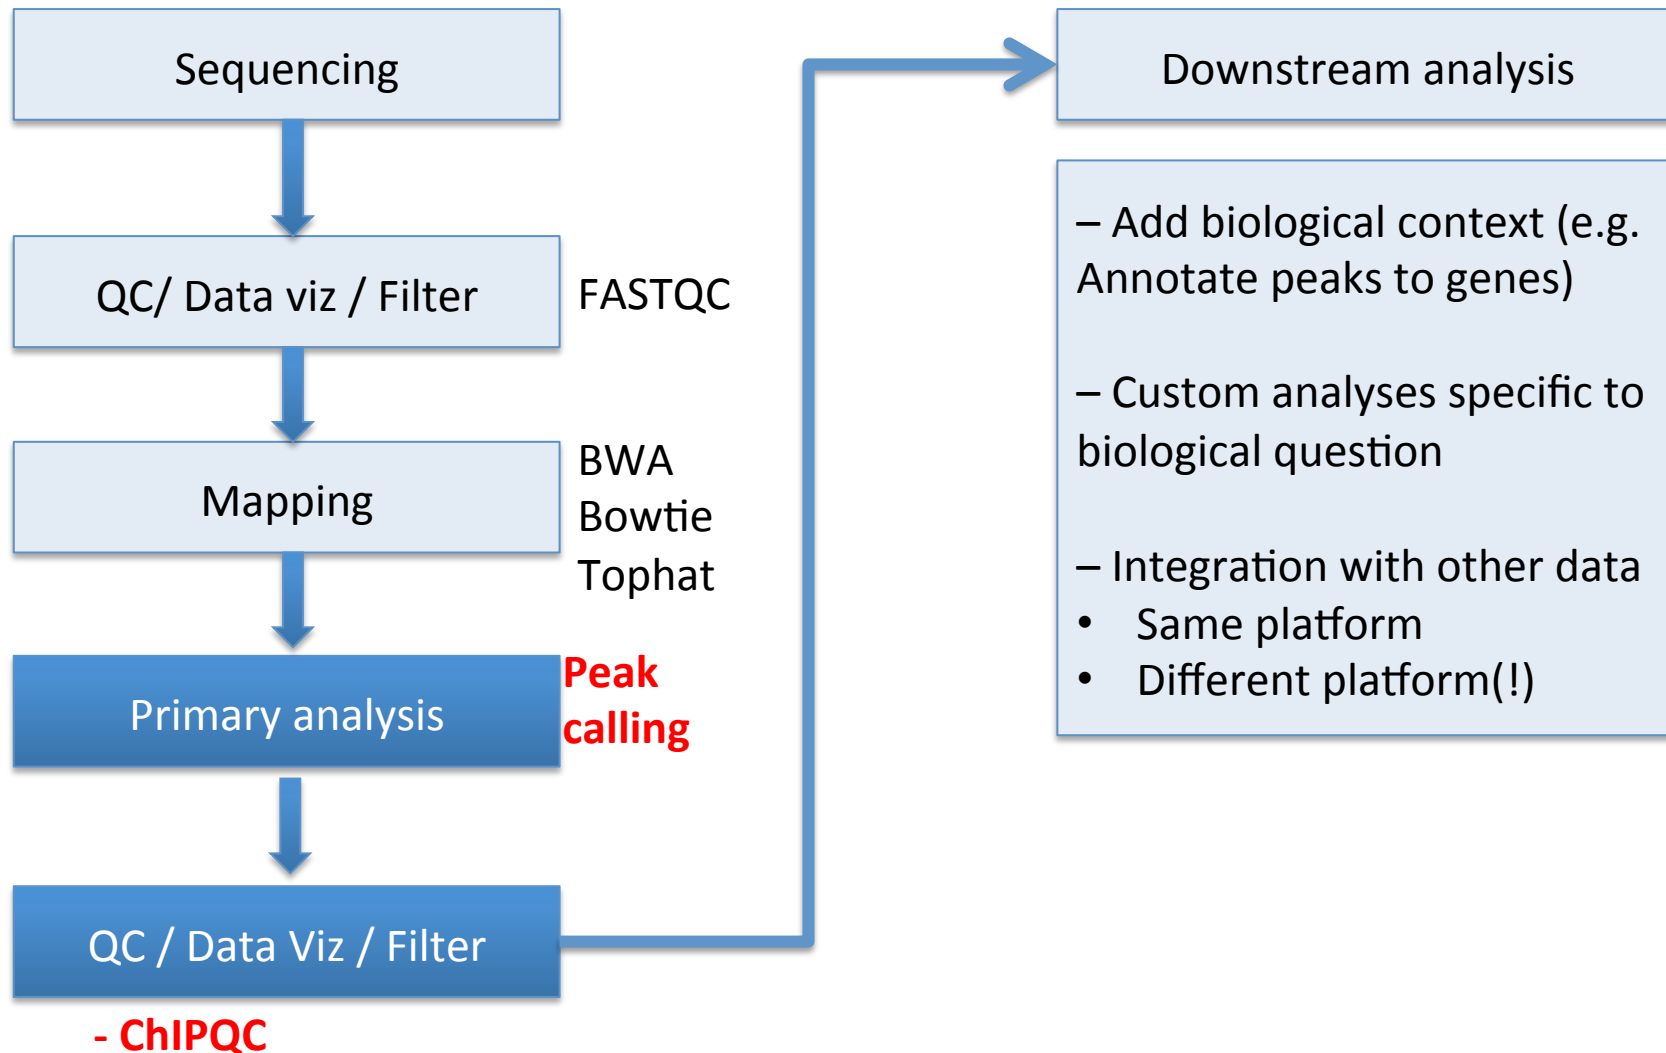 Sequencing
QC/ Data viz / Filter
FASTQC
Mapping
BWA
Bowtie
Tophat
Primary analysis
Peak
calling
QC / Data Viz / Filter
- ChIPQC
Downstream analysis
– Add biological context (e.g.
Annotate peaks to genes)
– Custom analyses specific to
biological question
– Integration with other data
• Same platform
• Different platform(!)